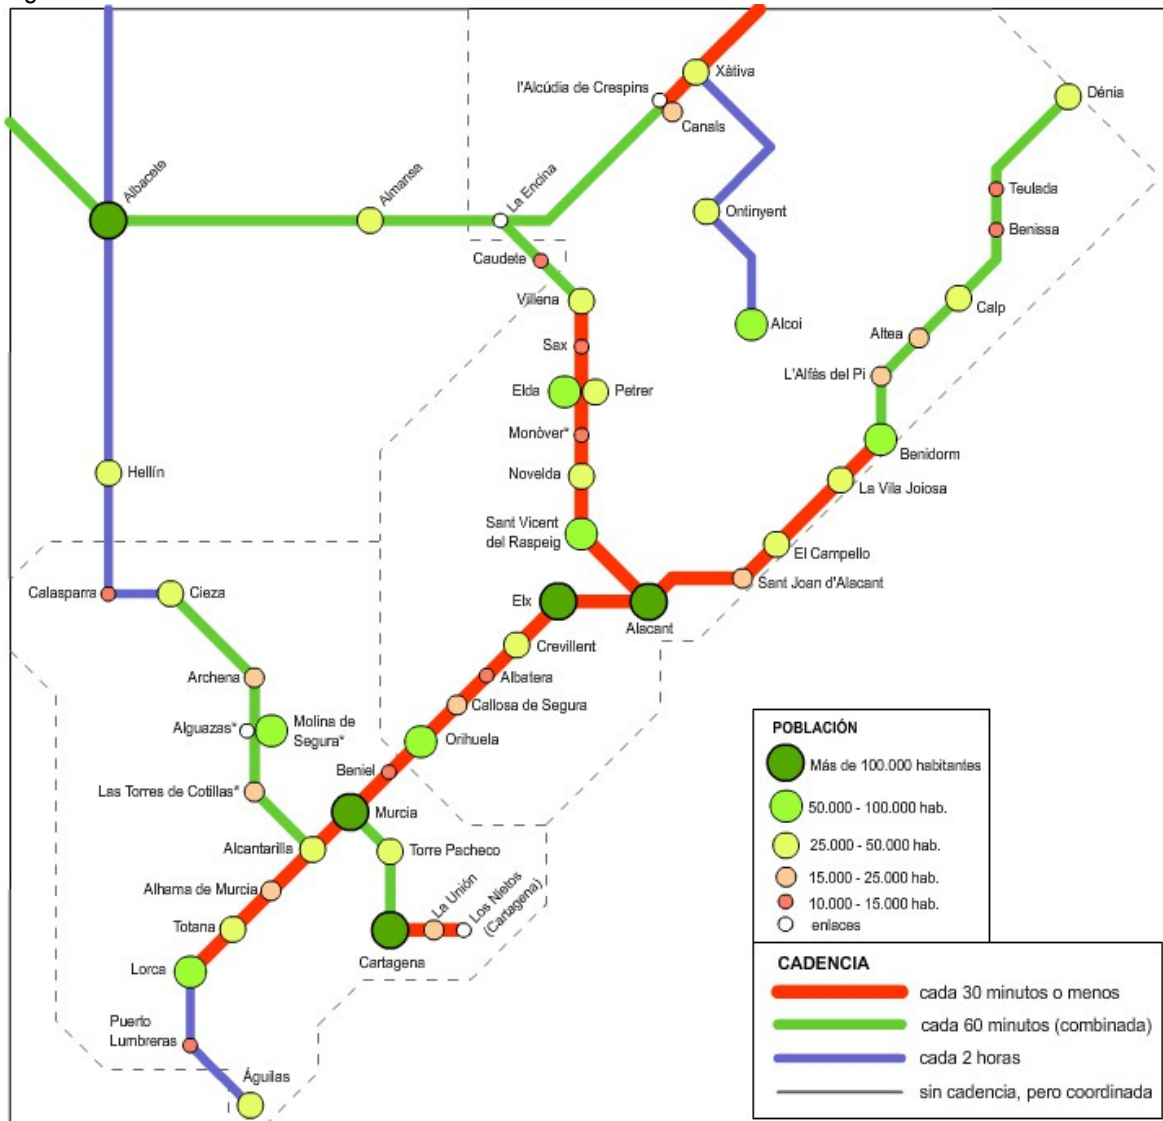 Xàtiva
l'Alcúdia de Crespins
Canals
Dénia
Albacete
Almansa
La Encina
Teulada
Ontinyent
Benissa
Caudete
Villena
Calp
Alcoi
Altea
Sax
L'Alfàs del Pi
Elda
Petrer
Monòver*
Benidorm
Hellín
Novelda
La Vila Joiosa
Sant Vicent
del Raspeig
El Campello
Sant Joan d'Alacant
Calasparra
Cieza
Elx
Alacant
Crevillent
Archena
Albatera
Callosa de Segura
Alguazas*
Molina de
Segura*
Orihuela
Beniel
Las Torres de Cotillas*
Murcia
Alcantarilla
Torre Pacheco
Alhama de Murcia
La Unión
Los Nietos
(Cartagena)
Totana
Cartagena
Lorca
Puerto
Lumbreras
Águilas
POBLACIÓN
Más de 100.000 habitantes
50.000 - 100.000 hab.
25.000 - 50.000 hab.
15.000 - 25.000 hab.
10.000 - 15.000 hab.
enlaces
CADENCIA
cada 30 minutos o menos
cada 60 minutos (combinada)
cada 2 horas
sin cadencia, pero coordinada